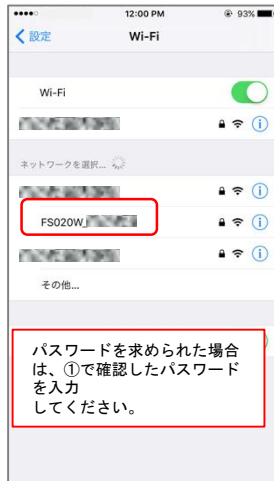 12:00 PM 93%
設定 Wi-Fi
Wi-Fi
ネットワークを選択...
FS020W_
その他...
パスワードを求められた場合
は、①で確認したパスワード
を入力
してください。